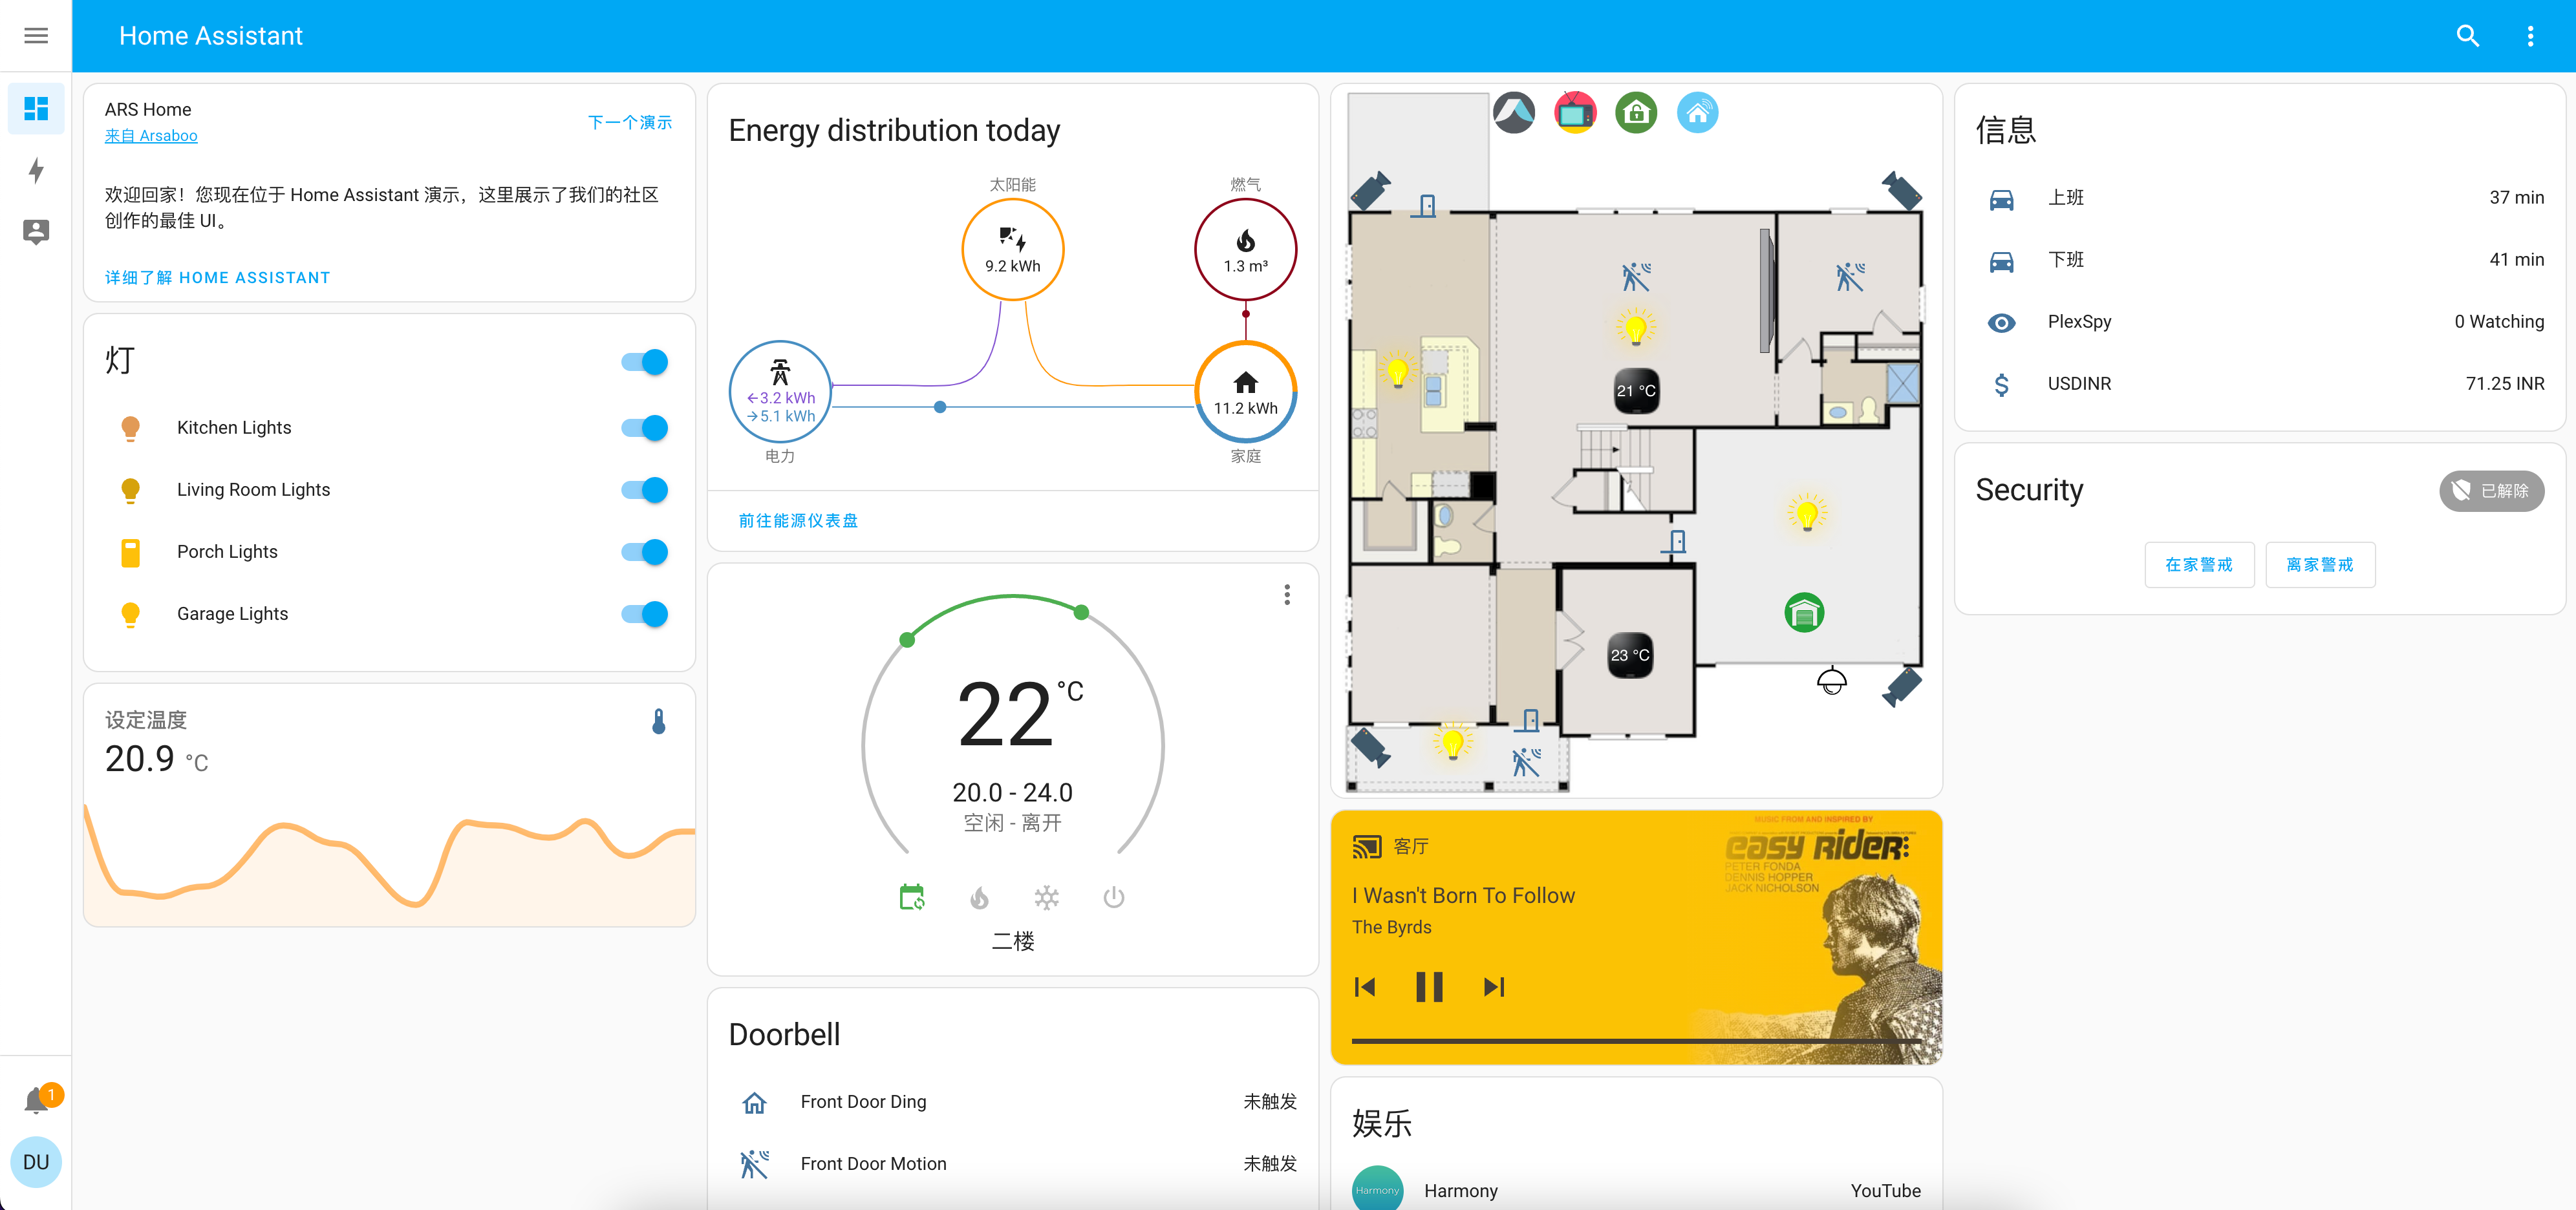 Home Assistant
ARS Home
来自 Arsaboo
下一个演示
欢迎回家！您现在位于 Home Assistant 演示，这里展示了我们的社区
创作的最佳 UI。
详细了解 HOME ASSISTANT
灯
Kitchen Lights
Living Room Lights
Porch Lights
Garage Lights
设定温度
20.9 °C
1
DU
Energy distribution today
太阳能
燃气
9.2 kWh
1.3 m³
←3.2 kWh
→5.1 kWh
11.2 kWh
电力
家庭
前往能源仪表盘
22 °C
20.0 - 24.0
空闲 - 离开
二楼
Doorbell
Front Door Ding 未触发
Front Door Motion 未触发
21 °C
23 °C
客厅
I Wasn't Born To Follow
The Byrds
MUSIC FROM AND INSPIRED BY
easy rider
PETER FONDA
DENNIS HOPPER
JACK NICHOLSON
娱乐
Harmony
Harmony YouTube
信息
上班 37 min
下班 41 min
PlexSpy 0 Watching
USDINR 71.25 INR
Security
已解除
在家警戒 离家警戒